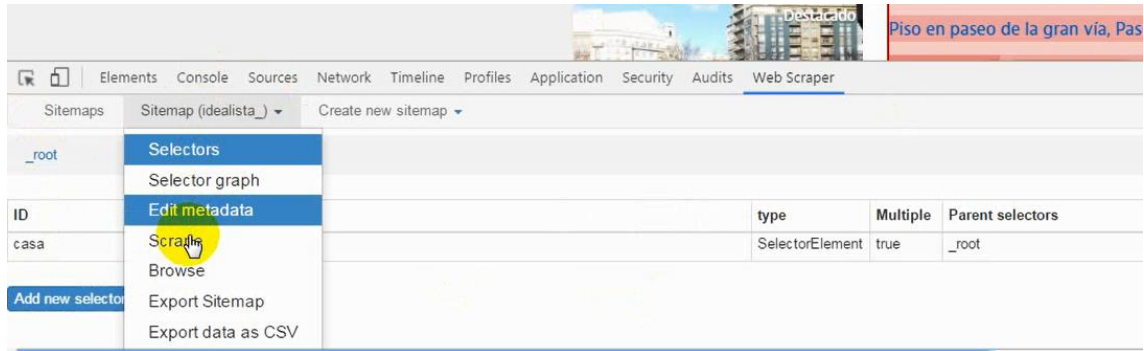 Destacado
Piso en paseo de la gran vía, Pas
Elements Console Sources Network Timeline Profiles Application Security Audits Web Scraper
Sitemaps Sitemap (idealista_) Create new sitemap
_root Selectors
Selector graph
ID Edit metadata type Multiple Parent selectors
casa Scrape SelectorElement true _root
Browse
Add new selector Export Sitemap
Export data as CSV